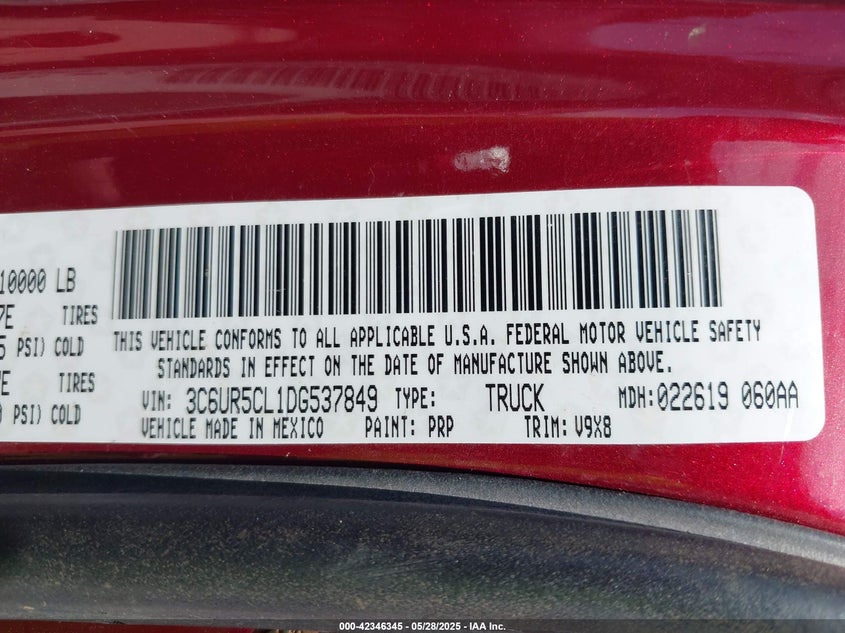 10000 LB
7E TIRES
5 PSI) COLD
E TIRES
PSI) COLD
THIS VEHICLE CONFORMS TO ALL APPLICABLE U.S.A. FEDERAL MOTOR VEHICLE SAFETY
STANDARDS IN EFFECT ON THE DATE OF MANUFACTURE SHOWN ABOVE.
VIN: 3C6UR5CL1DG537849 TYPE: TRUCK MDH: 022619 060AA
VEHICLE MADE IN MEXICO PAINT: PRP TRIM: V9X8
000-42346345 / 05/28/2025 - IAA Inc.